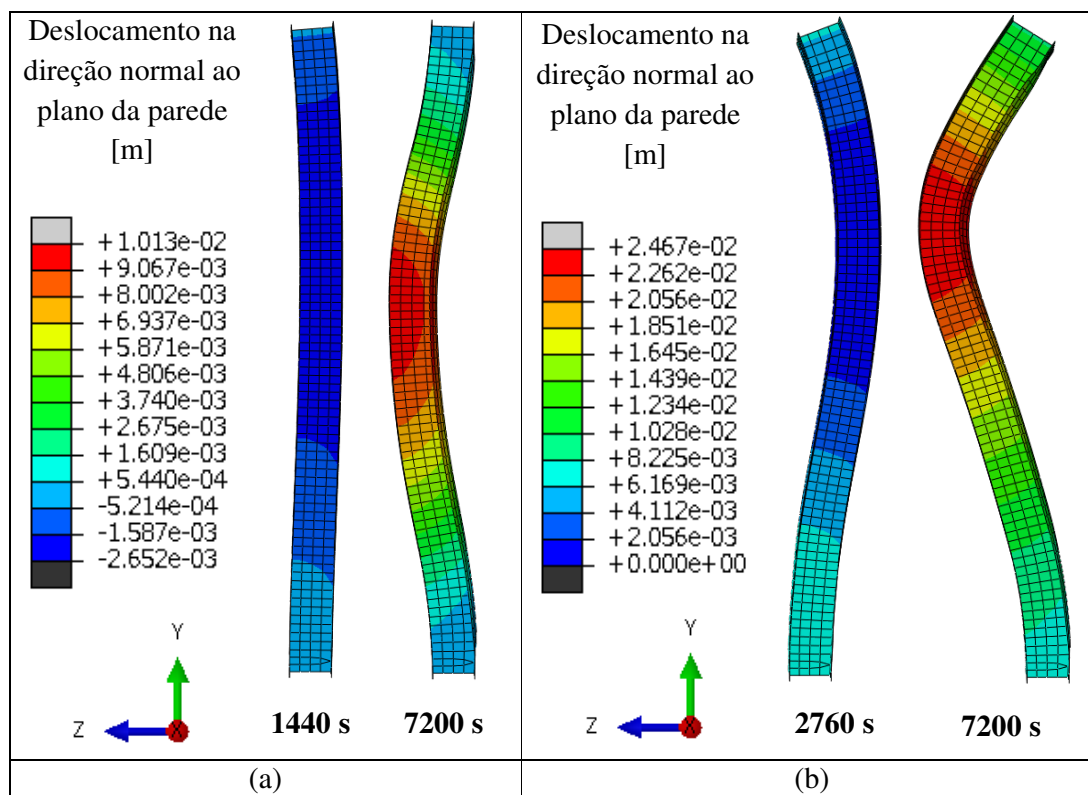 Deslocamento na
direção normal ao
plano da parede
[m]
+1.013e-02
+9.067e-03
+8.002e-03
+6.937e-03
+5.871e-03
+4.806e-03
+3.740e-03
+2.675e-03
+1.609e-03
+5.440e-04
-5.214e-04
-1.587e-03
-2.652e-03
Y
Z
X
1440 s
7200 s
(a)
Deslocamento na
direção normal ao
plano da parede
[m]
+2.467e-02
+2.262e-02
+2.056e-02
+1.851e-02
+1.645e-02
+1.439e-02
+1.234e-02
+1.028e-02
+8.225e-03
+6.169e-03
+4.112e-03
+2.056e-03
+0.000e+00
Y
Z
X
2760 s
7200 s
(b)